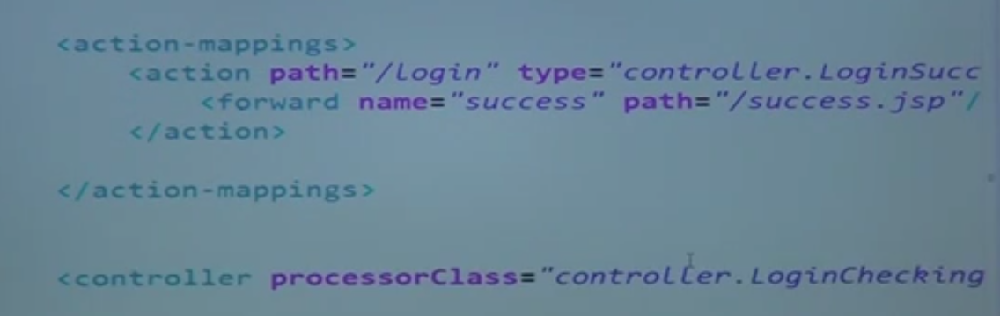 <action-mappings>
<action path="/login" type="controller.LoginSucc
<forward name="success" path="/success.jsp"/
</action>
</action-mappings>
<controller processorClass="controller.LoginChecking